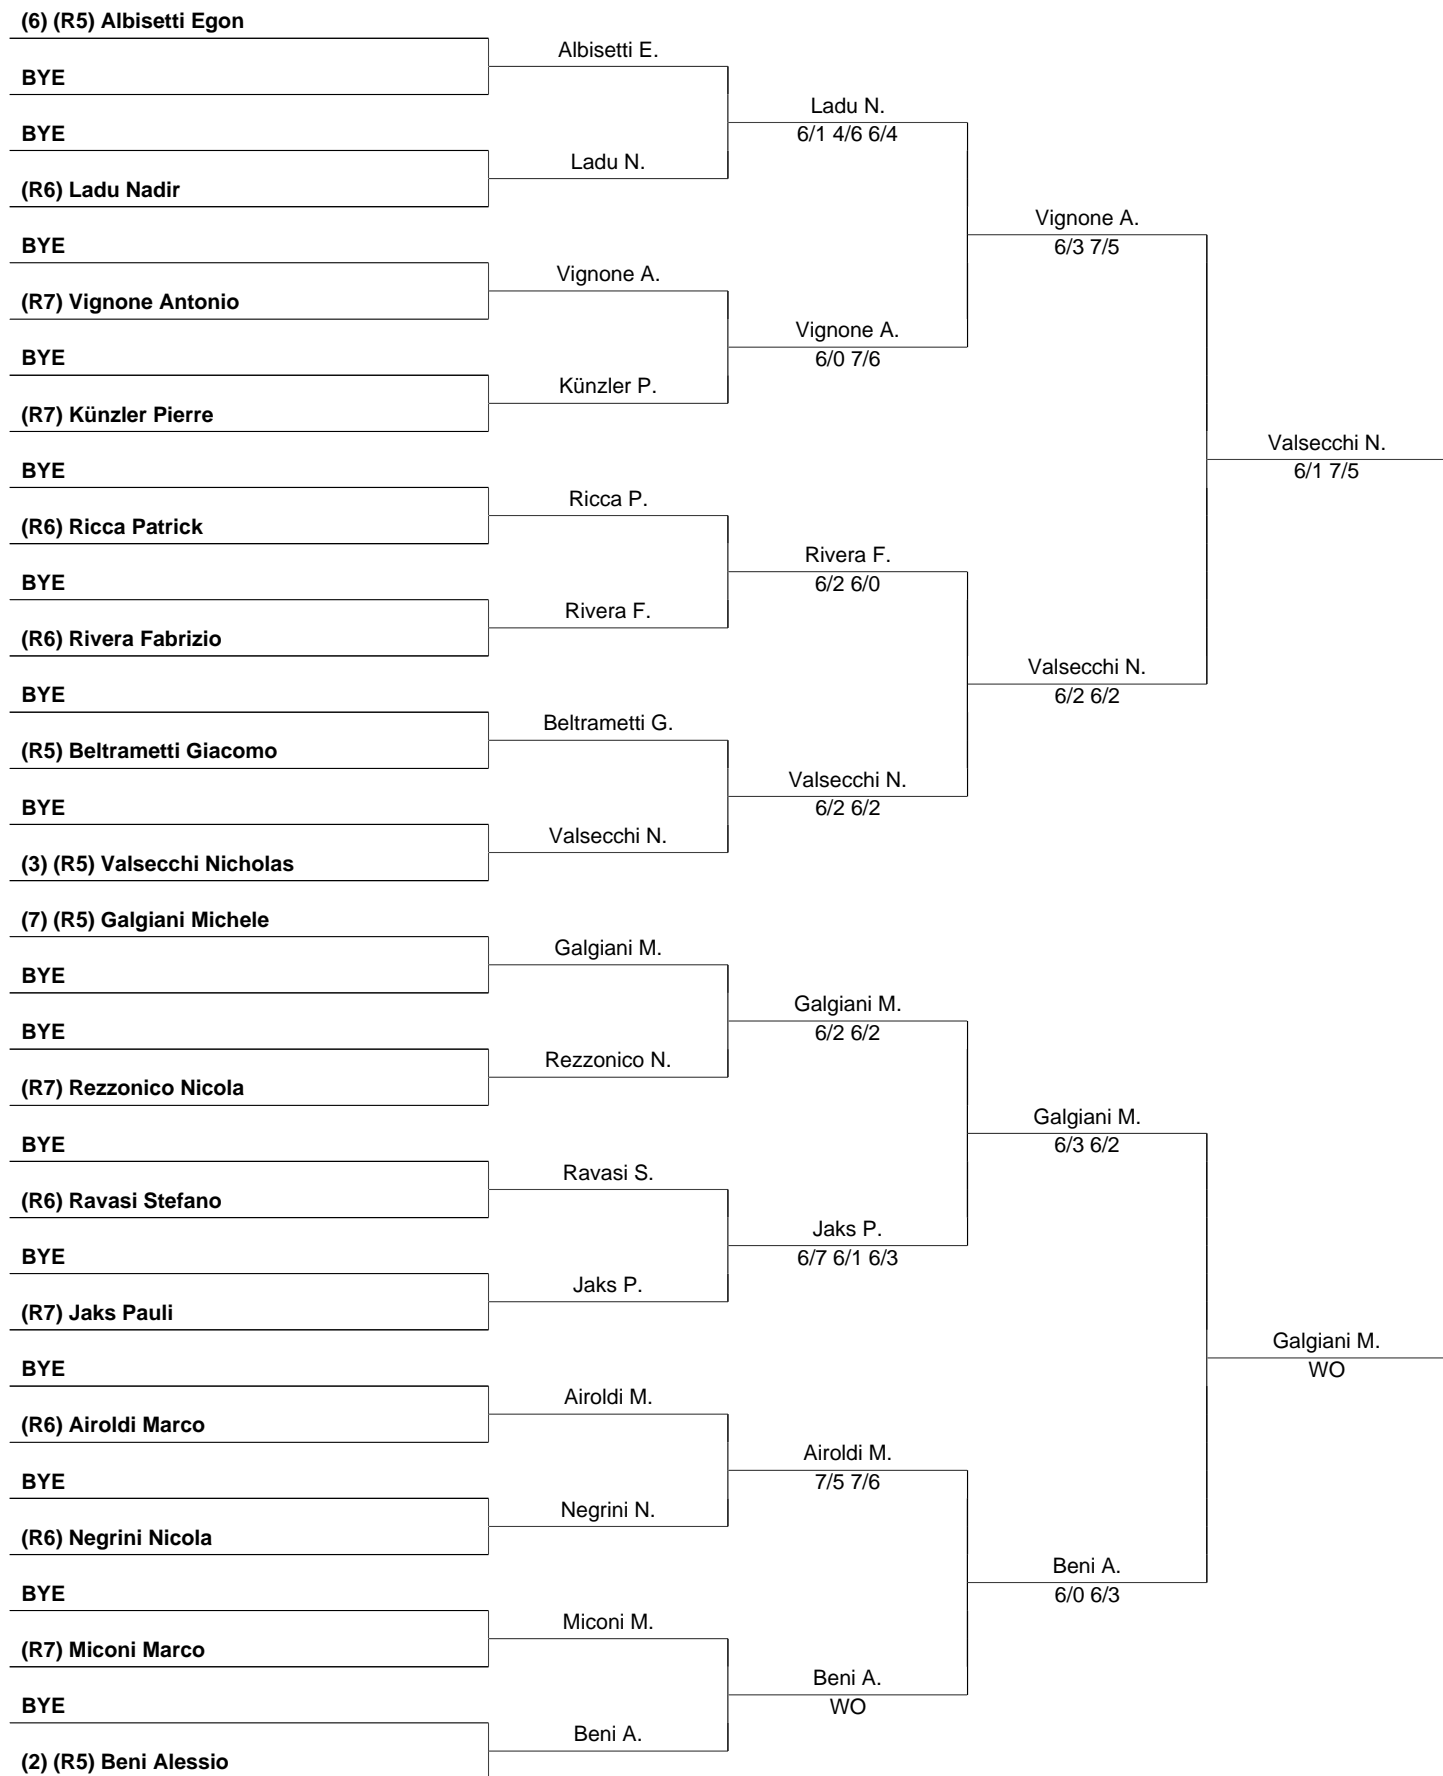 (6) (R5) Albisetti Egon
Albisetti E.
BYE
Ladu N.
BYE
6/1 4/6 6/4
Ladu N.
(R6) Ladu Nadir
Vignone A.
BYE
6/3 7/5
Vignone A.
(R7) Vignone Antonio
Vignone A.
BYE
6/0 7/6
Künzler P.
(R7) Künzler Pierre
Valsecchi N.
BYE
6/1 7/5
Ricca P.
(R6) Ricca Patrick
Rivera F.
BYE
6/2 6/0
Rivera F.
(R6) Rivera Fabrizio
Valsecchi N.
BYE
6/2 6/2
Beltrametti G.
(R5) Beltrametti Giacomo
Valsecchi N.
BYE
6/2 6/2
Valsecchi N.
(3) (R5) Valsecchi Nicholas
(7) (R5) Galgiani Michele
Galgiani M.
BYE
Galgiani M.
BYE
6/2 6/2
Rezzonico N.
(R7) Rezzonico Nicola
Galgiani M.
BYE
6/3 6/2
Ravasi S.
(R6) Ravasi Stefano
Jaks P.
BYE
6/7 6/1 6/3
Jaks P.
(R7) Jaks Pauli
Galgiani M.
BYE
WO
Airoldi M.
(R6) Airoldi Marco
Airoldi M.
BYE
7/5 7/6
Negrini N.
(R6) Negrini Nicola
Beni A.
BYE
6/0 6/3
Miconi M.
(R7) Miconi Marco
Beni A.
BYE
WO
Beni A.
(2) (R5) Beni Alessio